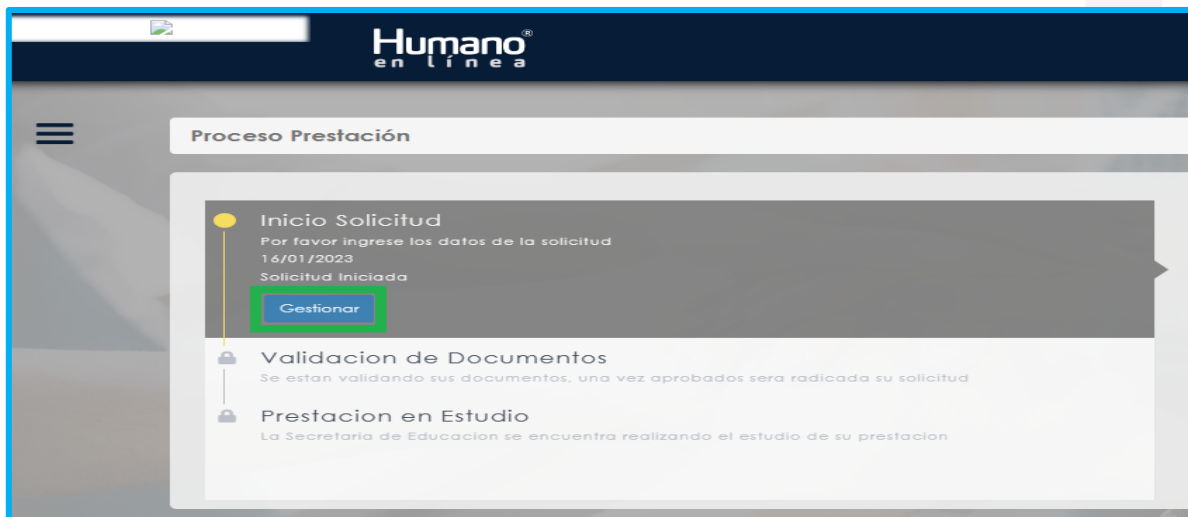 Humano®
en línea
Proceso Prestación
Inicio Solicitud
Por favor ingrese los datos de la solicitud
16/01/2023
Solicitud Iniciada
Gestionar
Validacion de Documentos
Se estan validando sus documentos, una vez aprobados sera radicada su solicitud
Prestacion en Estudio
La Secretaria de Educacion se encuentra realizando el estudio de su prestacion